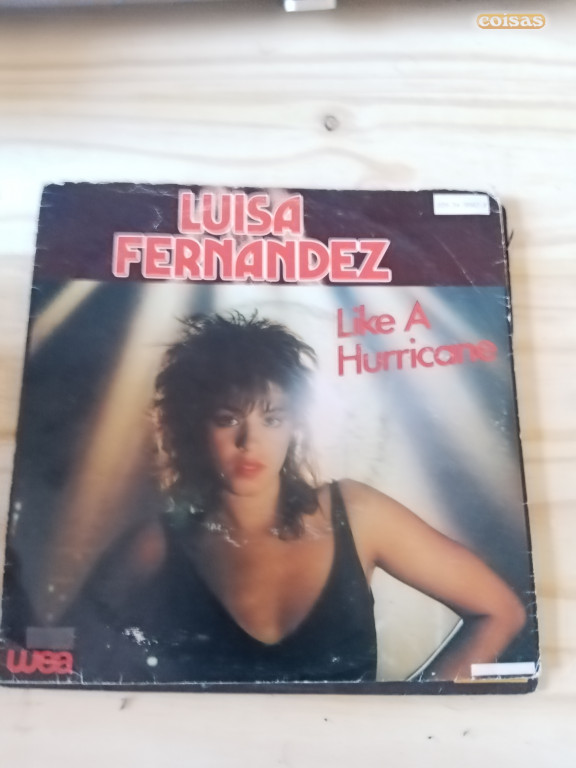 coisas
LUISA
FERNANDEZ
Like A
Hurricane
wea